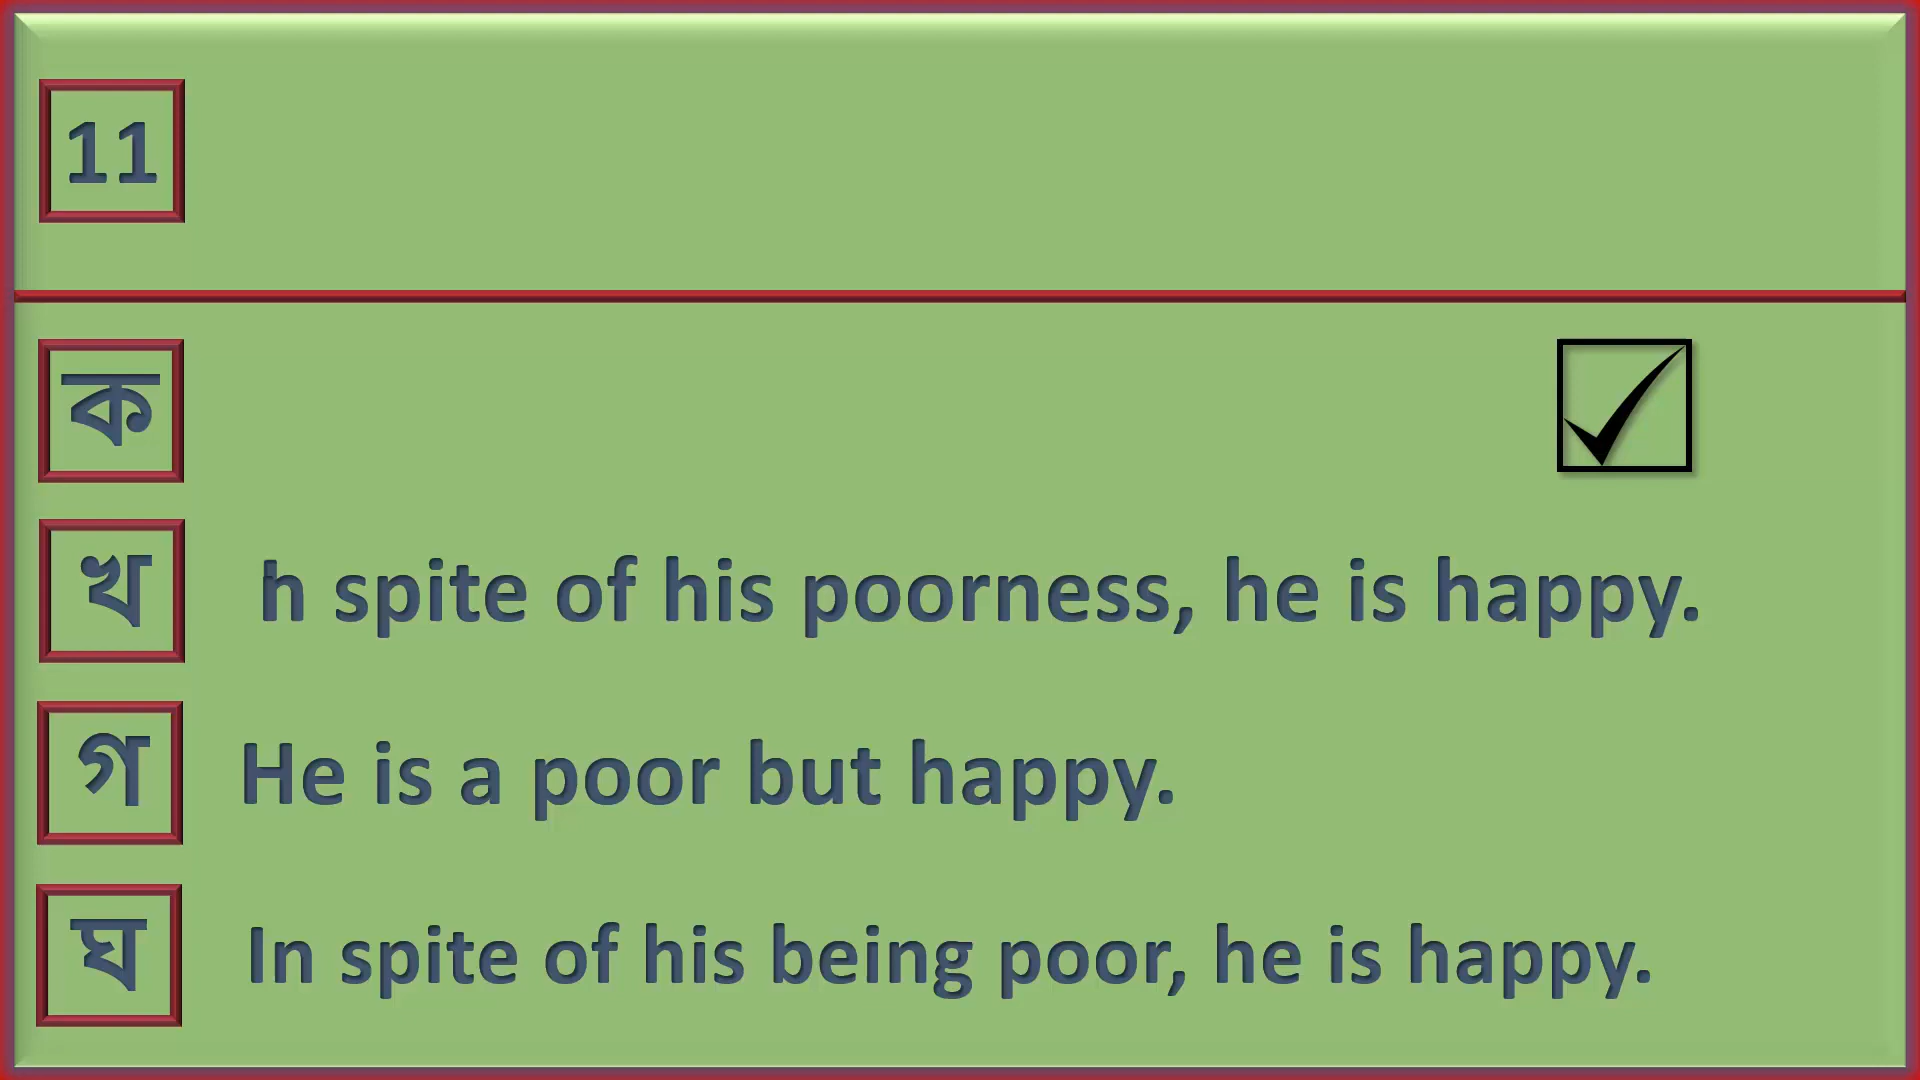 11
ক
খ h spite of his poorness, he is happy.
গ He is a poor but happy.
ঘ In spite of his being poor, he is happy.